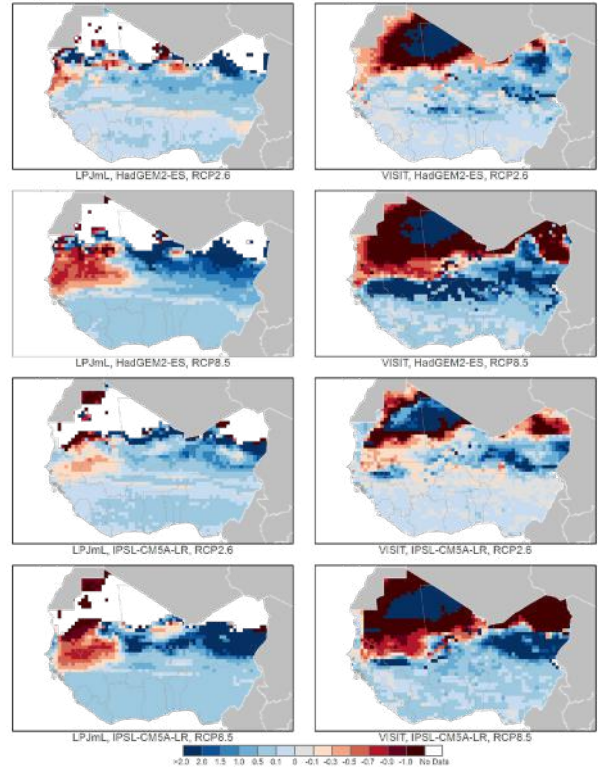 LPJmL, HadGEM2-ES, RCP2.6
VISIT, HadGEM2-ES, RCP2.6
LPJmL, HadGEM2-ES, RCP8.5
VISIT, HadGEM2-ES, RCP8.5
LPJmL, IPSL-CM5A-LR, RCP2.6
VISIT, IPSL-CM5A-LR, RCP2.6
LPJmL, IPSL-CM5A-LR, RCP8.5
VISIT, IPSL-CM5A-LR, RCP8.5
>2.0 2.0 1.5 1.0 0.5 0.1 0 -0.1 -0.3 -0.5 -0.7 -0.9 -1.0 No Data